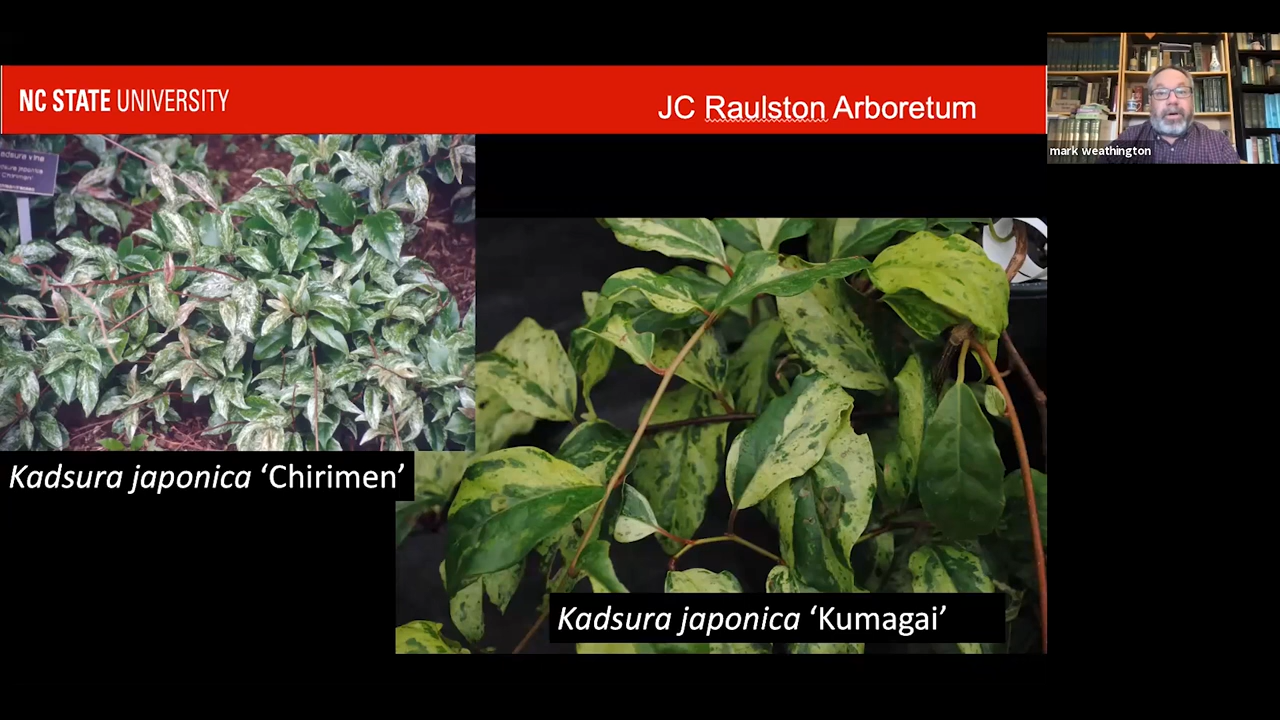 NC STATE UNIVERSITY
JC Raulston Arboretum
mark weathington
Kadsura japonica ‘Chirimen’
Kadsura japonica ‘Kumagai’